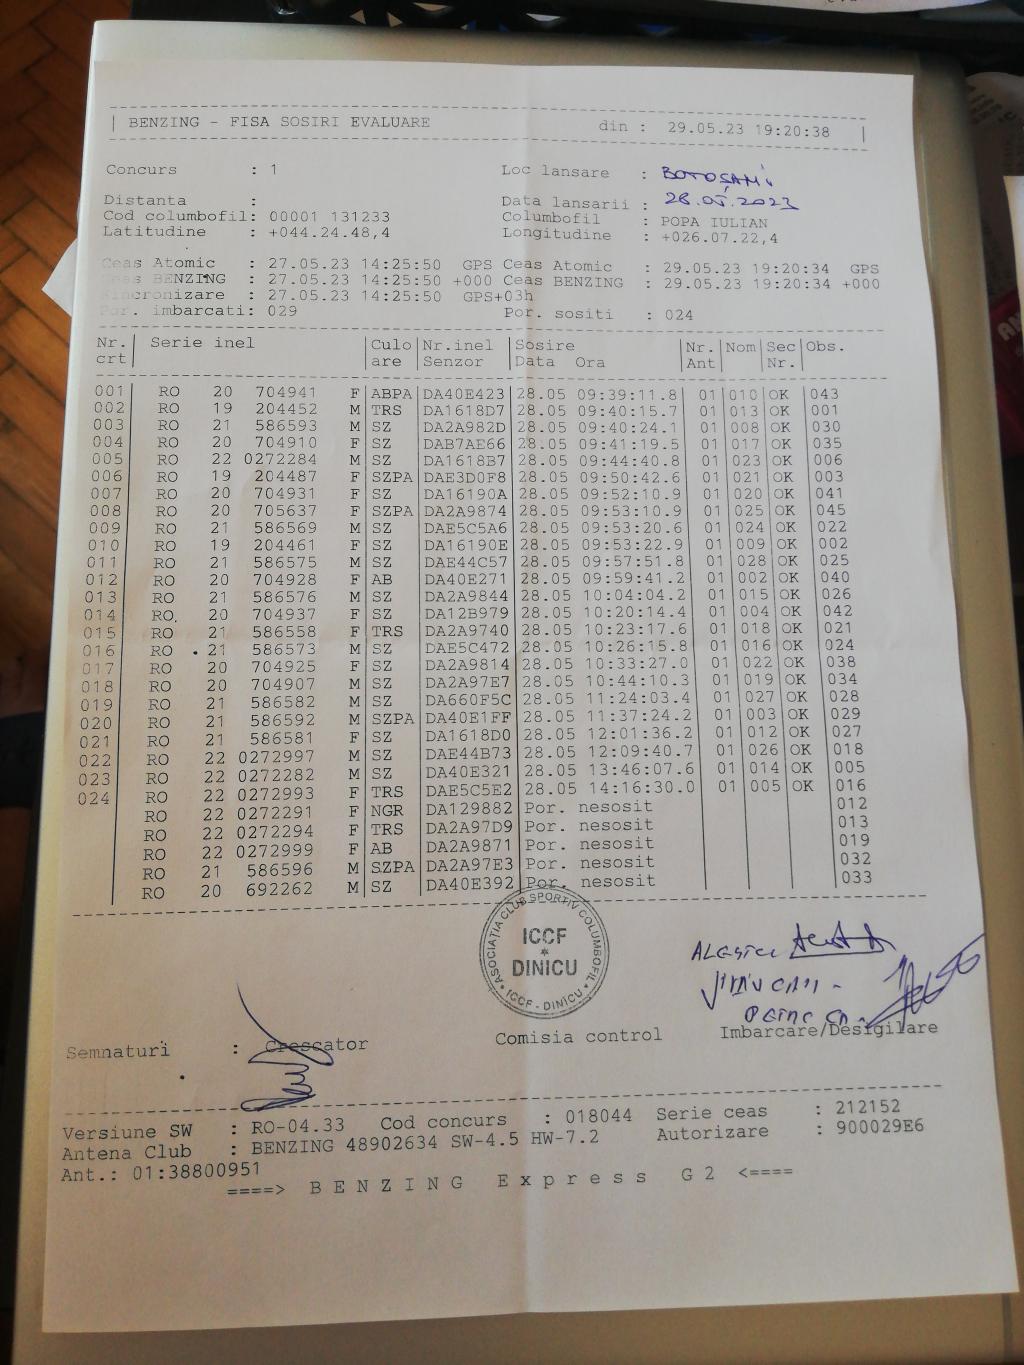 BENZING - FISA SOSIRI EVALUARE din : 29.05.23 19:20:38
Concurs : 1 Loc lansare : BOTOȘANI
Distanta : Data lansarii : 28.05.2023
Cod columbofil: 00001 131233 Columbofil : POPA IULIAN
Latitudine : +044.24.48,4 Longitudine : +026.07.22,4
Ceas Atomic : 27.05.23 14:25:50 GPS Ceas Atomic : 29.05.23 19:20:34 GPS
Ceas BENZING : 27.05.23 14:25:50 +000 Ceas BENZING : 29.05.23 19:20:34 +000
Sincronizare : 27.05.23 14:25:50 GPS+03h
Por. imbarcati: 029 Por. sositi : 024
Nr. Serie inel Culo Nr.inel Sosire Nr. Nom Sec Obs.
crt are Senzor Data Ora Ant Nr.
001 RO 20 704941 F ABPA DA40E423 28.05 09:39:11.8 01 010 OK 043
002 RO 19 204452 M TRS DA1618D7 28.05 09:40:15.7 01 013 OK 001
003 RO 21 586593 M SZ DA2A982D 28.05 09:40:24.1 01 008 OK 030
004 RO 20 704910 F SZ DAB7AE66 28.05 09:41:19.5 01 017 OK 035
005 RO 22 0272284 M SZ DA1618B7 28.05 09:44:40.8 01 023 OK 006
006 RO 19 204487 F SZPA DAE3D0F8 28.05 09:50:42.6 01 021 OK 003
007 RO 20 704931 F SZ DA16190A 28.05 09:52:10.9 01 020 OK 041
008 RO 20 705637 F SZPA DA2A9874 28.05 09:53:10.9 01 025 OK 045
009 RO 21 586569 M SZ DAE5C5A6 28.05 09:53:20.6 01 024 OK 022
010 RO 19 204461 F SZ DA16190E 28.05 09:53:22.9 01 009 OK 002
011 RO 21 586575 M SZ DAE44C57 28.05 09:57:51.8 01 028 OK 025
012 RO 20 704928 F AB DA40E271 28.05 09:59:41.2 01 002 OK 040
013 RO 21 586576 M SZ DA2A9844 28.05 10:04:04.2 01 015 OK 026
014 RO. 20 704937 F SZ DA12B979 28.05 10:20:14.4 01 004 OK 042
015 RO 21 586558 F TRS DA2A9740 28.05 10:23:17.6 01 018 OK 021
016 RO 21 586573 M SZ DAE5C472 28.05 10:26:15.8 01 016 OK 024
017 RO 20 704925 F SZ DA2A9814 28.05 10:33:27.0 01 022 OK 038
018 RO 20 704907 M SZ DA2A97E7 28.05 10:44:10.3 01 019 OK 034
019 RO 21 586582 M SZ DA660F5C 28.05 11:24:03.4 01 027 OK 028
020 RO 21 586592 M SZPA DA40E1FF 28.05 11:37:24.2 01 003 OK 029
021 RO 21 586581 F SZ DA1618D0 28.05 12:01:36.2 01 012 OK 027
022 RO 22 0272997 M SZ DAE44B73 28.05 12:09:40.7 01 026 OK 018
023 RO 22 0272282 M SZ DA40E321 28.05 13:46:07.6 01 014 OK 005
024 RO 22 0272993 F TRS DAE5C5E2 28.05 14:16:30.0 01 005 OK 016
RO 22 0272291 F NGR DA129882 Por. nesosit 012
RO 22 0272294 F TRS DA2A97D9 Por. nesosit 013
RO 22 0272999 F AB DA2A9871 Por. nesosit 019
RO 21 586596 M SZPA DA2A97E3 Por. nesosit 032
RO 20 692262 M SZ DA40E392 Por. nesosit 033
ASOCIATIA CLUB SPORTIV COLUMBOFIL
ICCF
DINICU
ICCF - DINICU
Semnaturi : Crescator Comisia control Imbarcare/Desigilare
Versiune SW : RO-04.33 Cod concurs : 018044 Serie ceas : 212152
Antena Club : BENZING 48902634 SW-4.5 HW-7.2 Autorizare : 900029E6
Ant.: 01:38800951
====> BENZING Express G2 <====